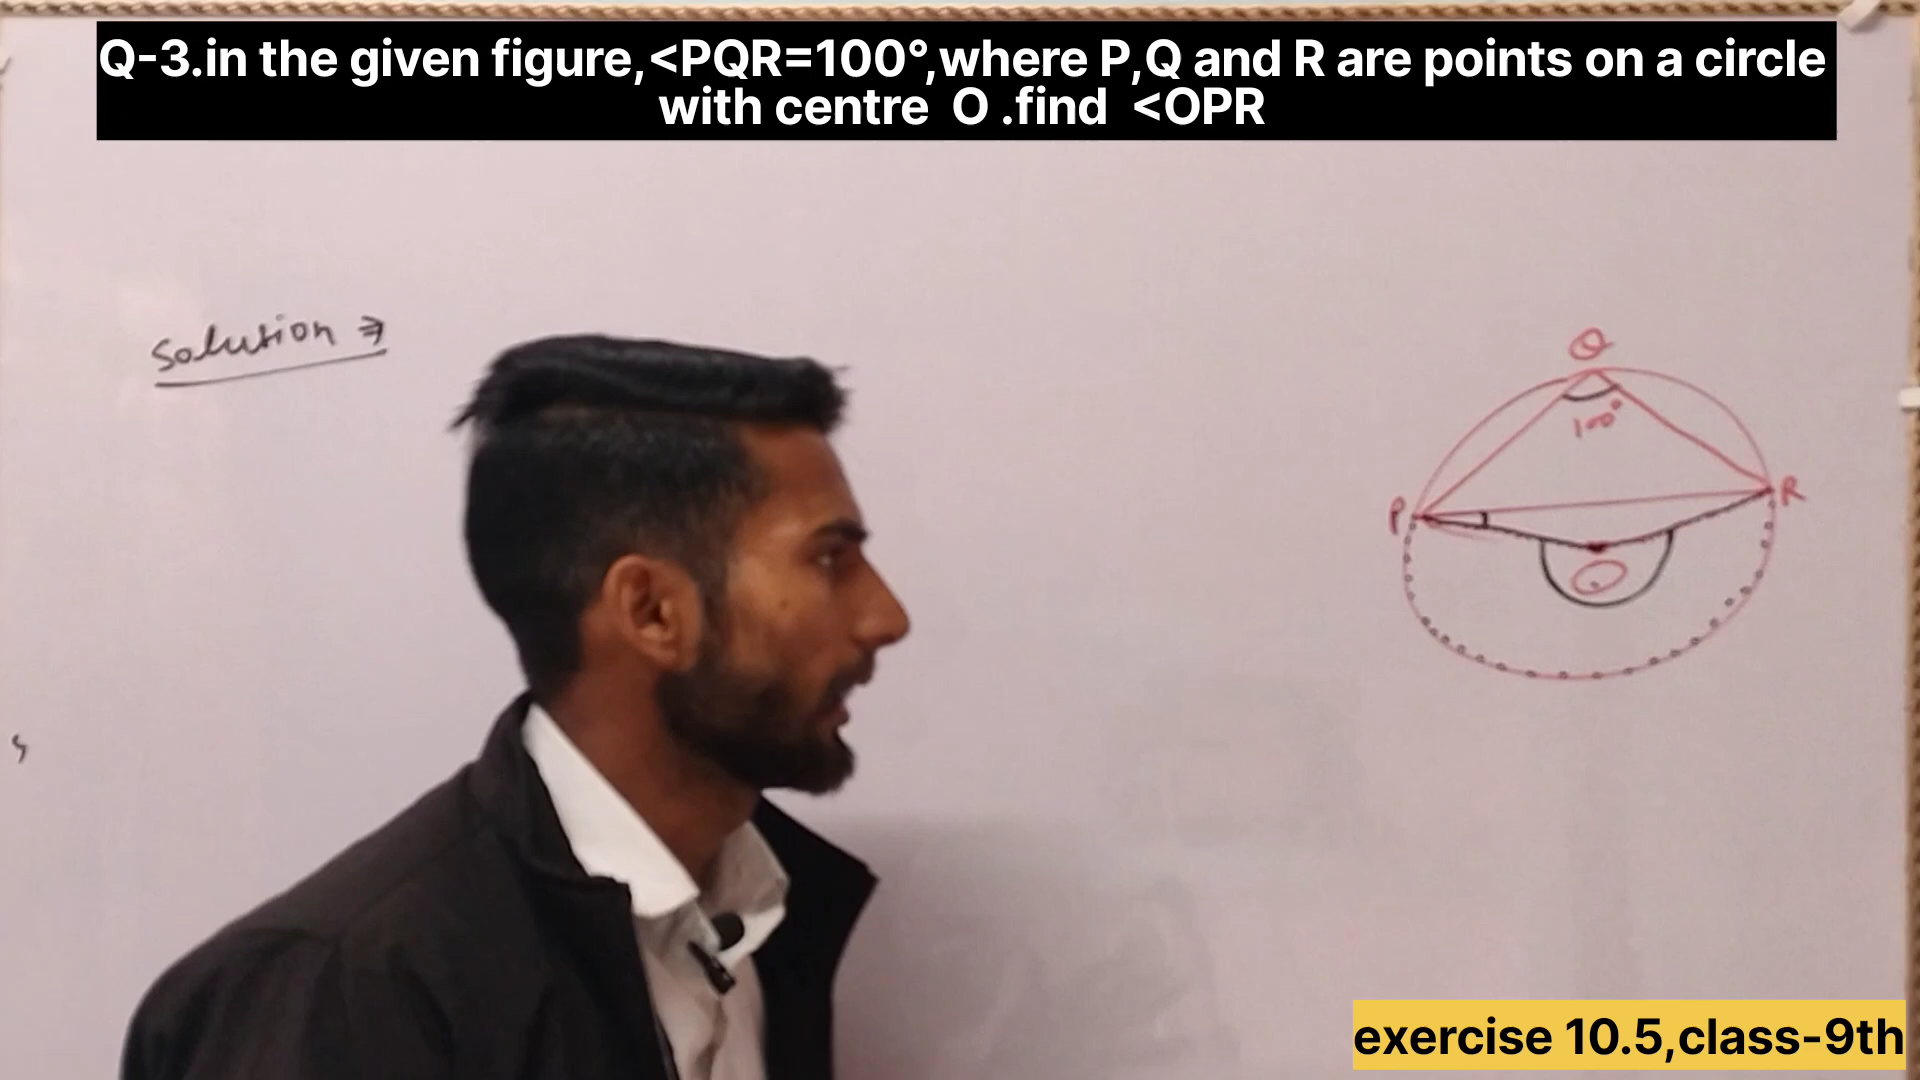 Q-3.in the given figure,<PQR=100°,where P,Q and R are points on a circle
with centre O .find <OPR
Solution ⇒
Q
100°
P
R
O
exercise 10.5,class-9th